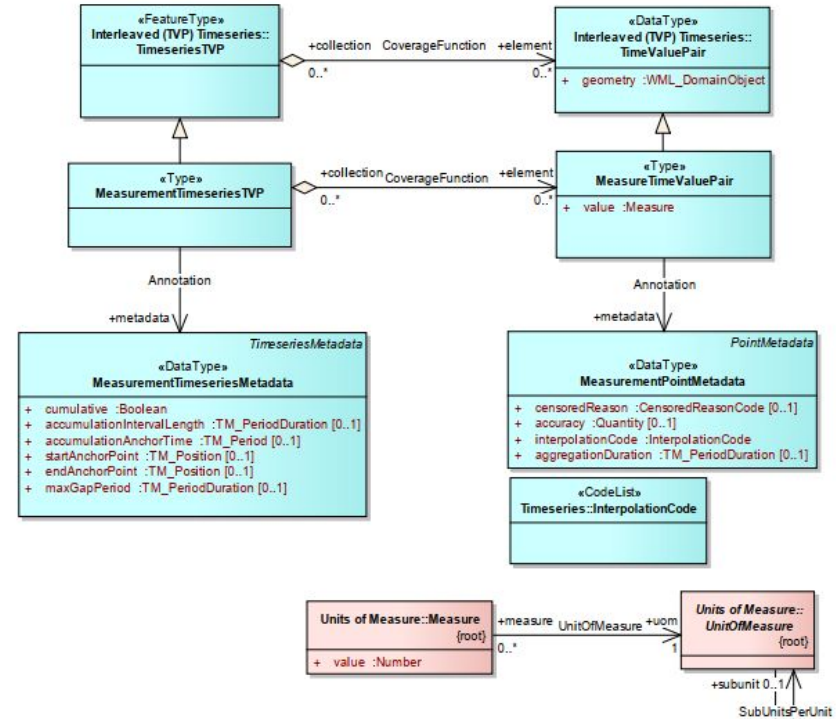 «FeatureType»
Interleaved (TVP) Timeseries::
TimeseriesTVP
+collection CoverageFunction +element
0..* 0..*
«DataType»
Interleaved (TVP) Timeseries::
TimeValuePair
+ geometry :WML_DomainObject
«Type»
MeasurementTimeseriesTVP
+collection CoverageFunction +element
0..* 0..*
«Type»
MeasureTimeValuePair
+ value :Measure
Annotation
+metadata
Annotation
+metadata
TimeseriesMetadata
«DataType»
MeasurementTimeseriesMetadata
+ cumulative :Boolean
+ accumulationIntervalLength :TM_PeriodDuration [0..1]
+ accumulationAnchorTime :TM_Period [0..1]
+ startAnchorPoint :TM_Position [0..1]
+ endAnchorPoint :TM_Position [0..1]
+ maxGapPeriod :TM_PeriodDuration [0..1]
PointMetadata
«DataType»
MeasurementPointMetadata
+ censoredReason :CensoredReasonCode [0..1]
+ accuracy :Quantity [0..1]
+ interpolationCode :InterpolationCode
+ aggregationDuration :TM_PeriodDuration [0..1]
«CodeList»
Timeseries::InterpolationCode
Units of Measure::Measure
{root}
+ value :Number
+measure UnitOfMeasure +uom
0..* 1
Units of Measure::
UnitOfMeasure
{root}
+subunit 0..1
SubUnitsPerUnit